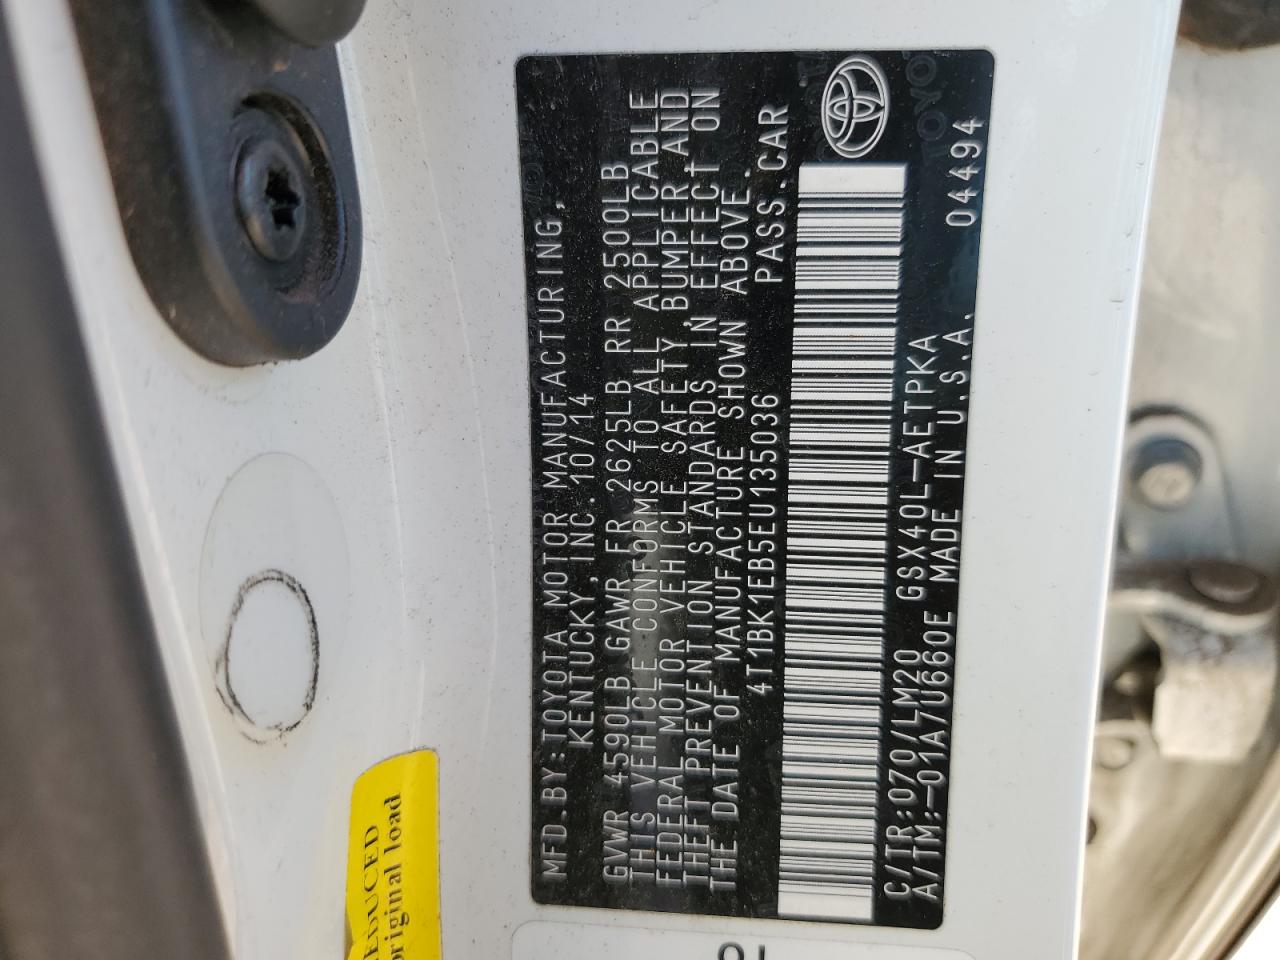 MFD.BY:TOYOTA MOTOR MANUFACTURING,
KENTUCKY, INC. 10/14
GVWR 4590LB GAWR FR 2625LB RR 2500LB
THIS VEHICLE CONFORMS TO ALL APPLICABLE
FEDERAL MOTOR VEHICLE SAFETY, BUMPER AND
THEFT PREVENTION STANDARDS IN EFFECT ON
THE DATE OF MANUFACTURE SHOWN ABOVE.
4T1BK1EB5EU135036 PASS.CAR
C/TR:070/LM20 GSX40L-AETPKA
A/TM:-01A/U660E MADE IN U.S.A. 04494
original load